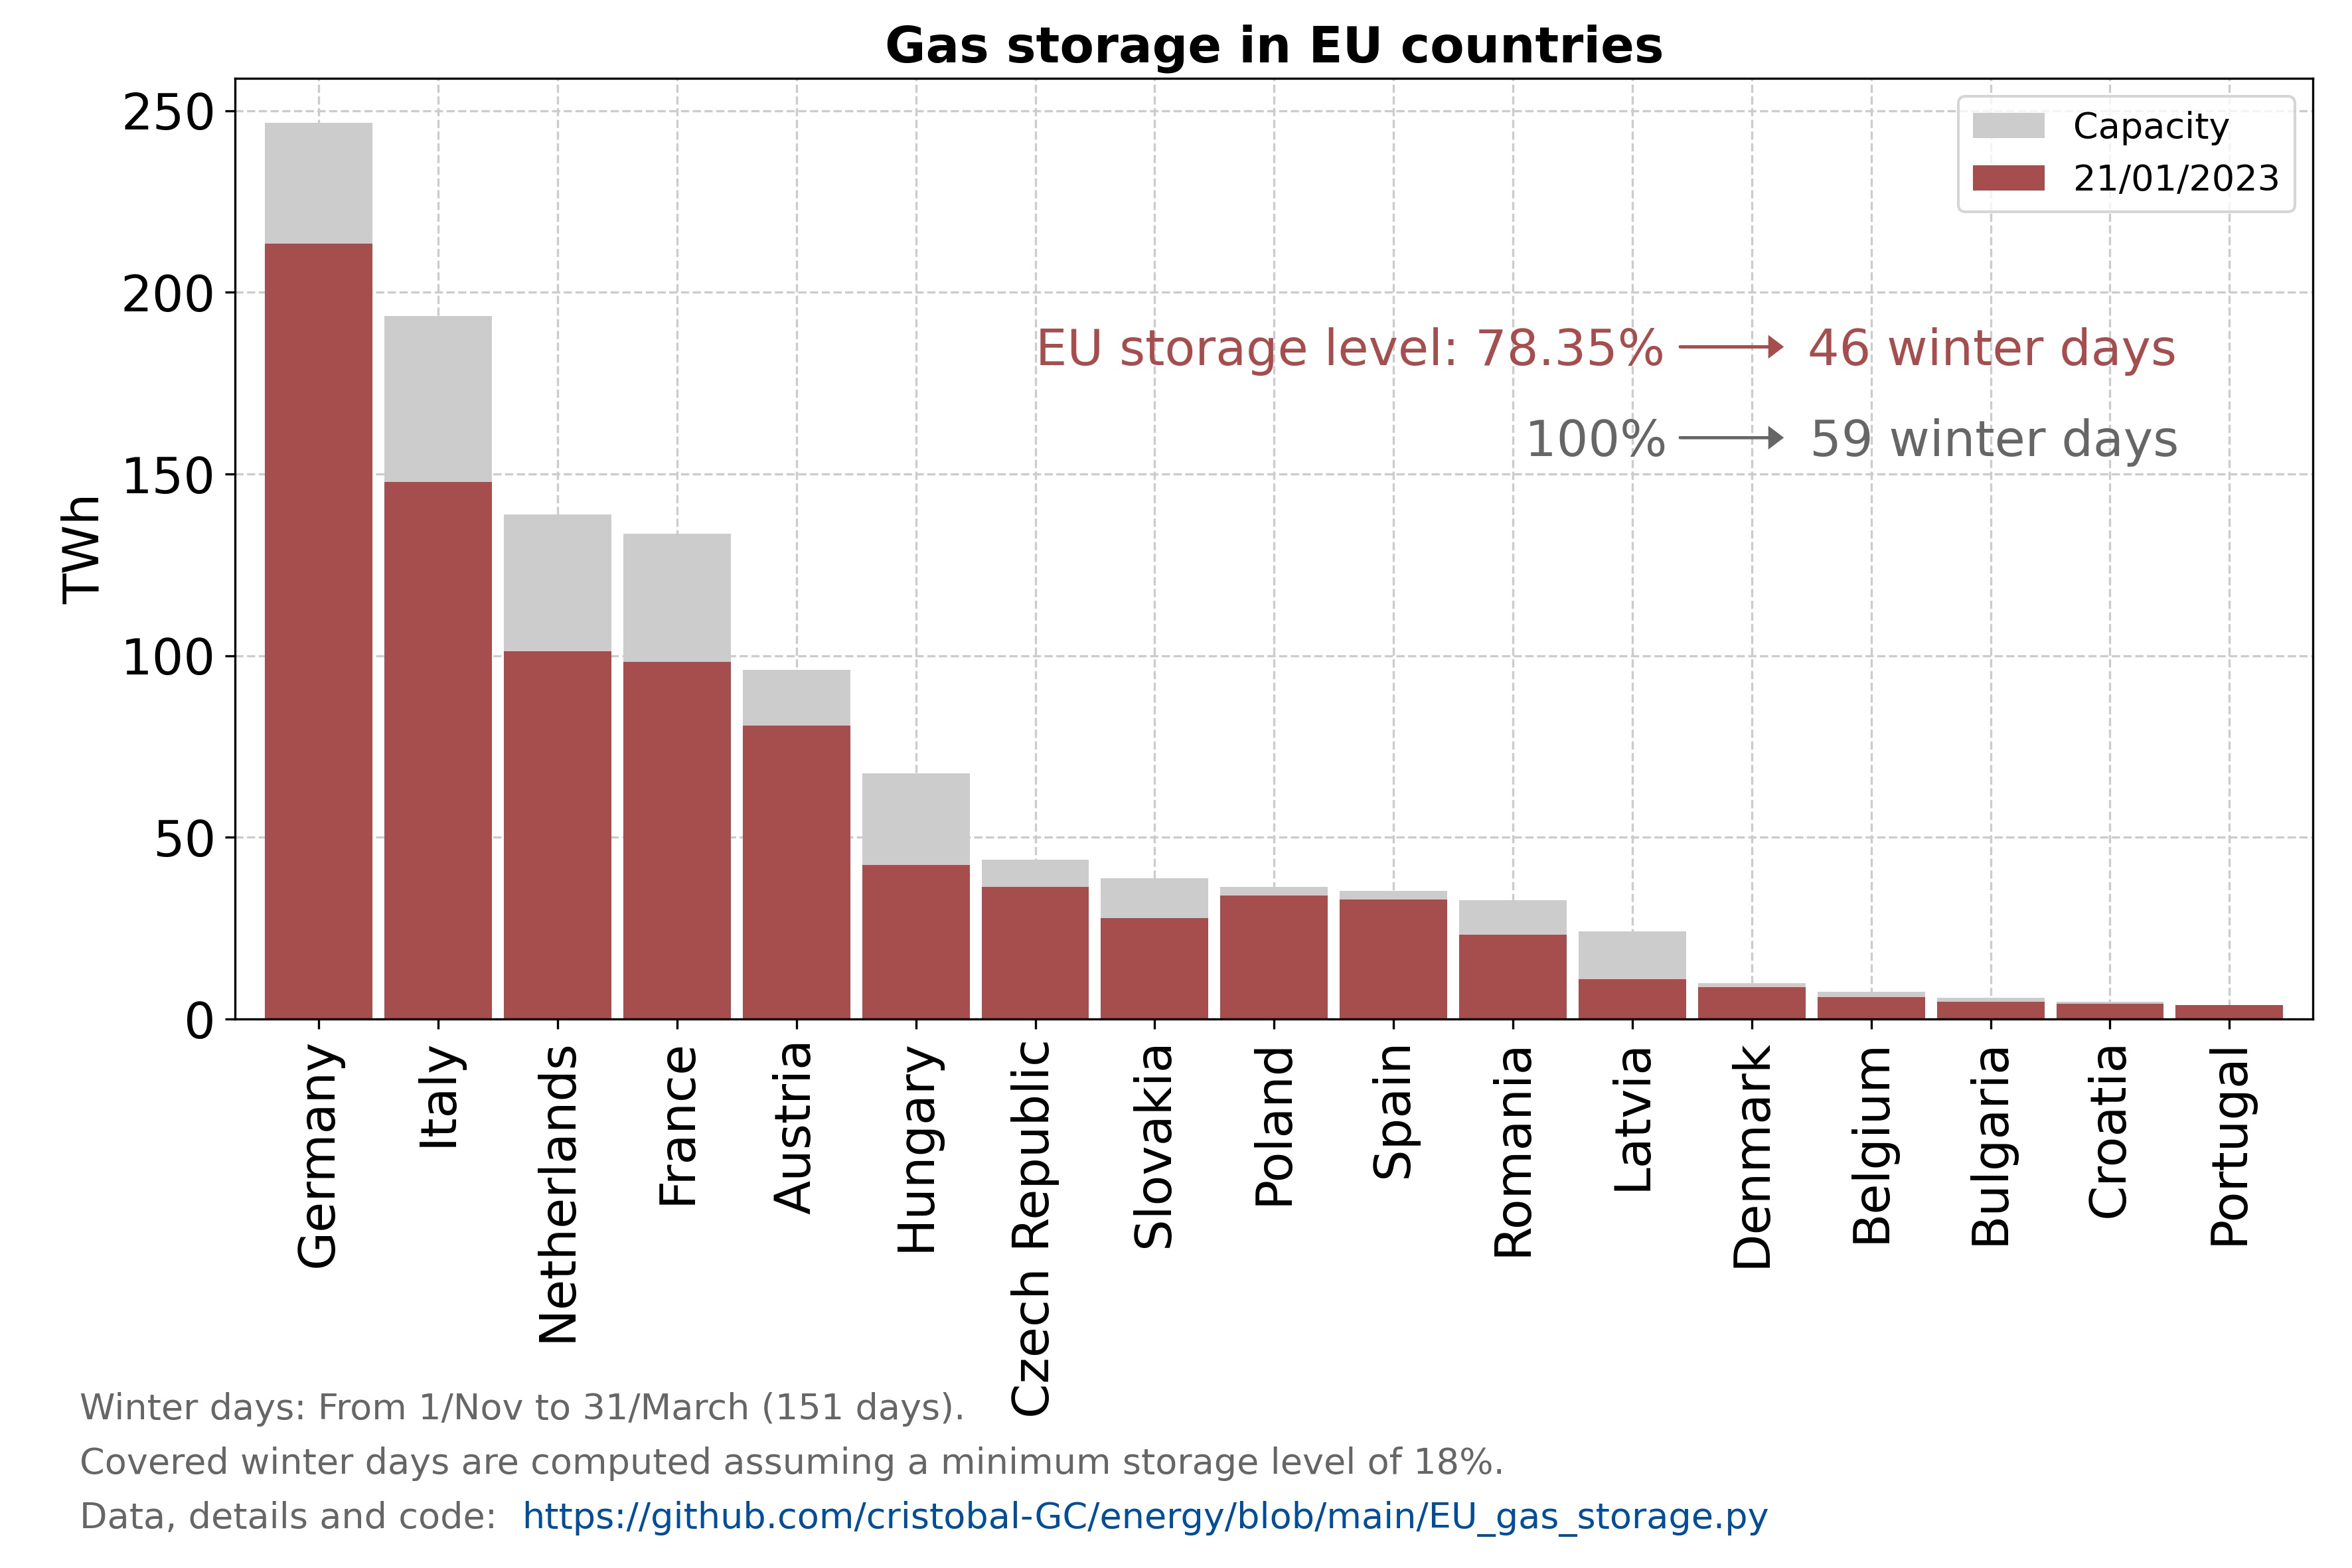 Gas storage in EU countries
250
200
150
100
50
0
TWh
Capacity
21/01/2023
EU storage level: 78.35% 46 winter days
100% 59 winter days
Germany
Italy
Netherlands
France
Austria
Hungary
Czech Republic
Slovakia
Poland
Spain
Romania
Latvia
Denmark
Belgium
Bulgaria
Croatia
Portugal
Winter days: From 1/Nov to 31/March (151 days).
Covered winter days are computed assuming a minimum storage level of 18%.
Data, details and code: https://github.com/cristobal-GC/energy/blob/main/EU_gas_storage.py